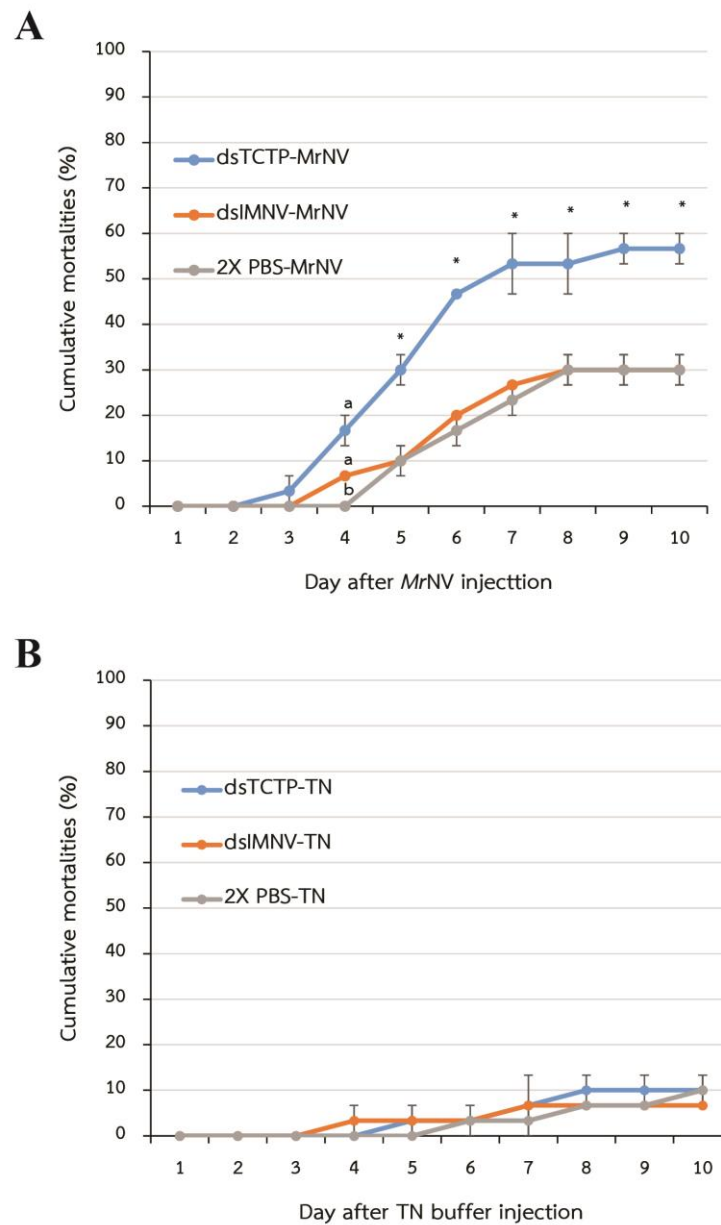 A
100
90
80
70
60
50
40
30
20
10
0
Cumulative mortalities (%)
dsTCTP-MrNV
dsIMNV-MrNV
2X PBS-MrNV
a
a
b
*
*
*
*
*
*
1 2 3 4 5 6 7 8 9 10
Day after MrNV injecttion
B
100
90
80
70
60
50
40
30
20
10
0
Cumulative mortalities (%)
dsTCTP-TN
dsIMNV-TN
2X PBS-TN
1 2 3 4 5 6 7 8 9 10
Day after TN buffer injection